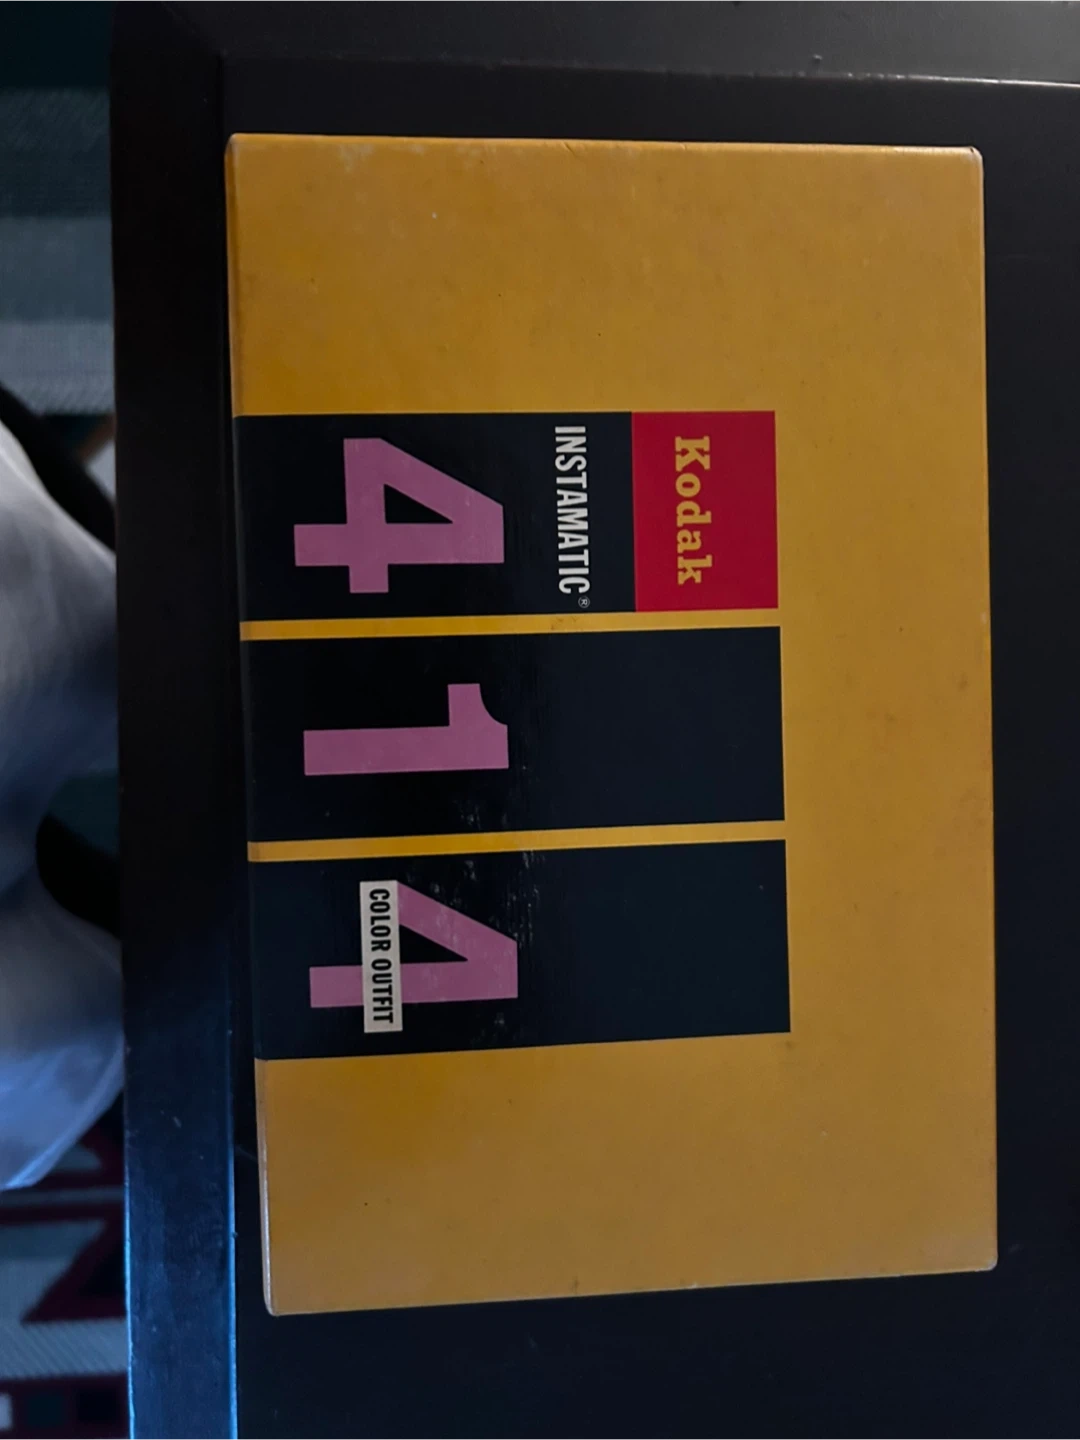 Kodak
INSTAMATIC®
414
COLOR OUTFIT